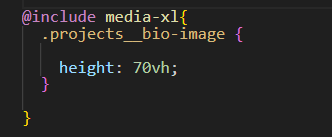 @include media-xl{
.projects__bio-image {
height: 70vh;
}
}